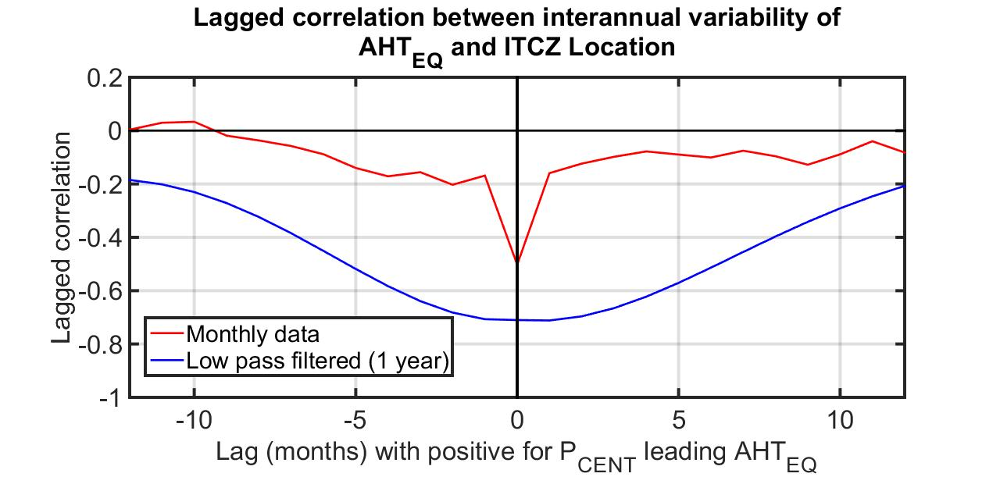 Lagged correlation between interannual variability of
AHT_EQ and ITCZ Location
0.2
0
-0.2
-0.4
-0.6
-0.8
-1
Lagged correlation
Monthly data
Low pass filtered (1 year)
-10 -5 0 5 10
Lag (months) with positive for P_CENT leading AHT_EQ